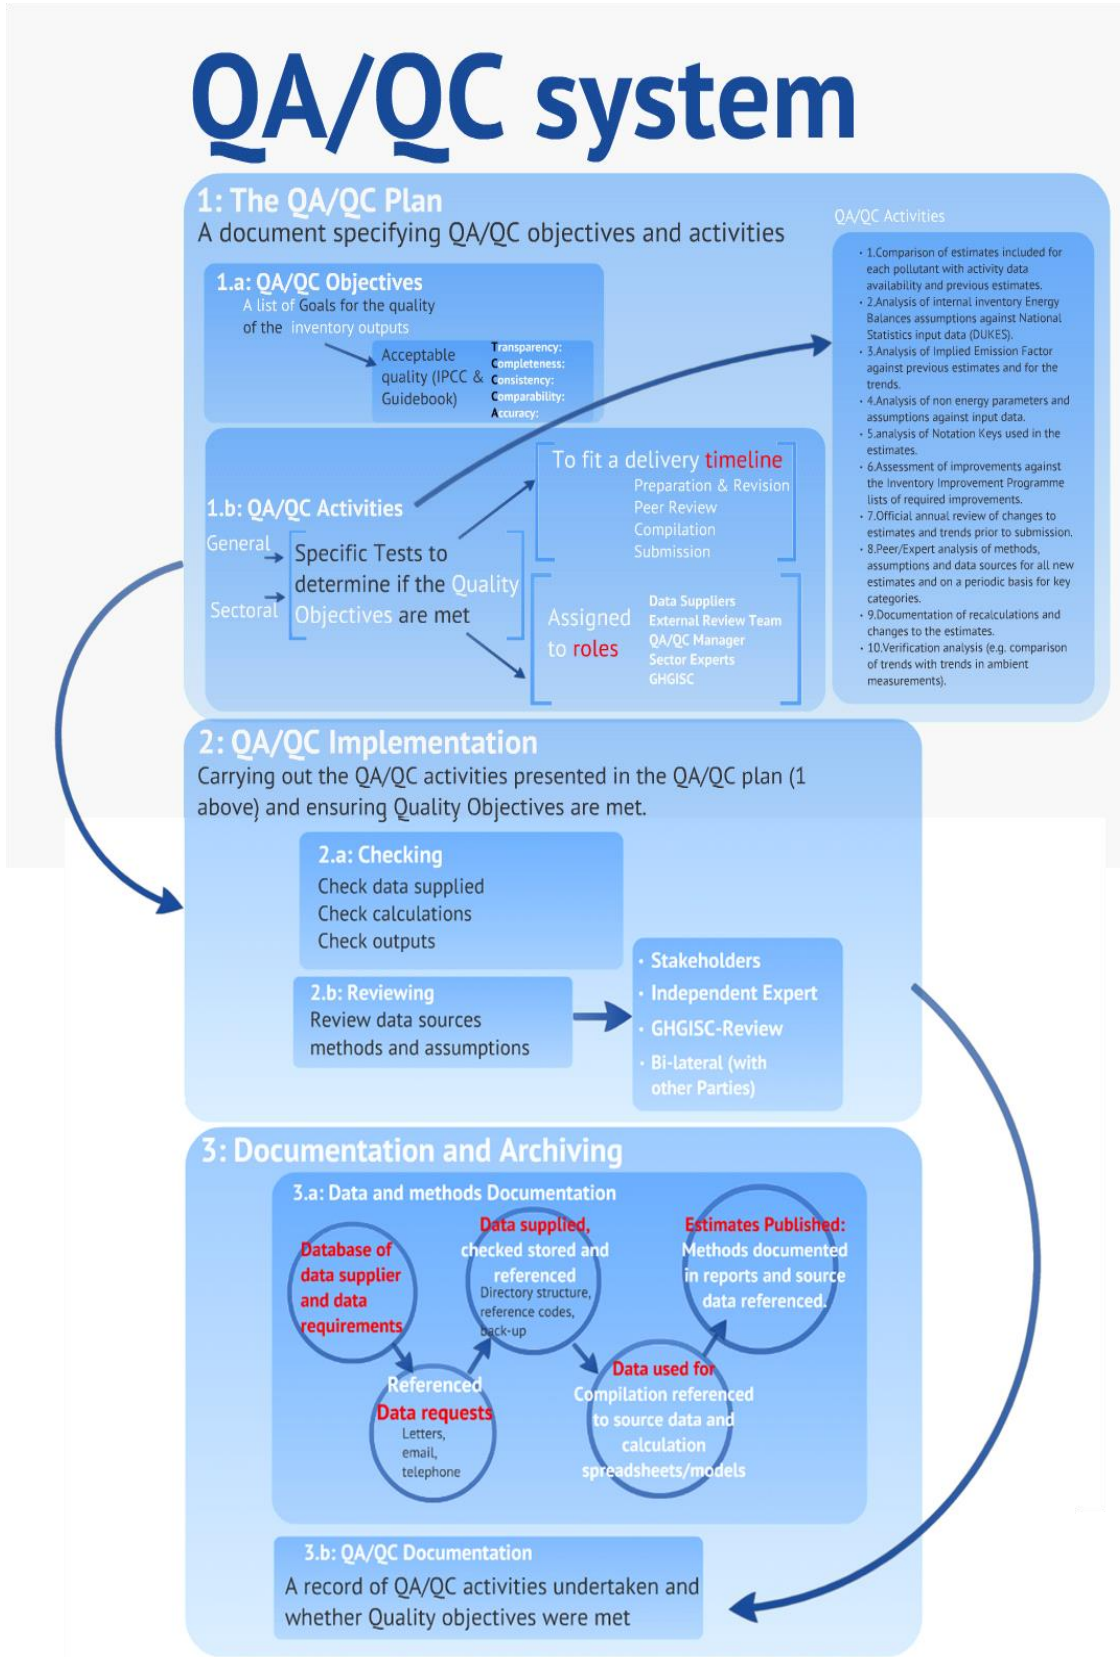 QA/QC system
1: The QA/QC Plan
A document specifying QA/QC objectives and activities
1.a: QA/QC Objectives
A list of Goals for the quality
of the inventory outputs
Acceptable
quality (IPCC &
Guidebook)
Transparency:
Completeness:
Consistency:
Comparability:
Accuracy:
1.b: QA/QC Activities
General
Sectoral
Specific Tests to
determine if the Quality
Objectives are met
To fit a delivery timeline
Preparation & Revision
Peer Review
Compilation
Submission
Assigned
to roles
Data Suppliers
External Review Team
QA/QC Manager
Sector Experts
GHGISC
QA/QC Activities
• 1.Comparison of estimates included for
each pollutant with activity data
availability and previous estimates.
• 2.Analysis of internal inventory Energy
Balances assumptions against National
Statistics input data (DUKES).
• 3.Analysis of Implied Emission Factor
against previous estimates and for the
trends.
• 4.Analysis of non energy parameters and
assumptions against input data.
• 5.analysis of Notation Keys used in the
estimates.
• 6.Assessment of improvements against
the Inventory Improvement Programme
lists of required improvements.
• 7.Official annual review of changes to
estimates and trends prior to submission.
• 8.Peer/Expert analysis of methods,
assumptions and data sources for all new
estimates and on a periodic basis for key
categories.
• 9.Documentation of recalculations and
changes to the estimates.
• 10.Verification analysis (e.g. comparison
of trends with trends in ambient
measurements).
2: QA/QC Implementation
Carrying out the QA/QC activities presented in the QA/QC plan (1
above) and ensuring Quality Objectives are met.
2.a: Checking
Check data supplied
Check calculations
Check outputs
2.b: Reviewing
Review data sources
methods and assumptions
• Stakeholders
• Independent Expert
• GHGISC-Review
• Bi-lateral (with
other Parties)
3: Documentation and Archiving
3.a: Data and methods Documentation
Database of
data supplier
and data
requirements
Referenced
Data requests
Letters,
email,
telephone
Data supplied,
checked stored and
referenced
Directory structure,
reference codes,
back-up
Data used for
Compilation referenced
to source data and
calculation
spreadsheets/models
Estimates Published:
Methods documented
in reports and source
data referenced.
3.b: QA/QC Documentation
A record of QA/QC activities undertaken and
whether Quality objectives were met